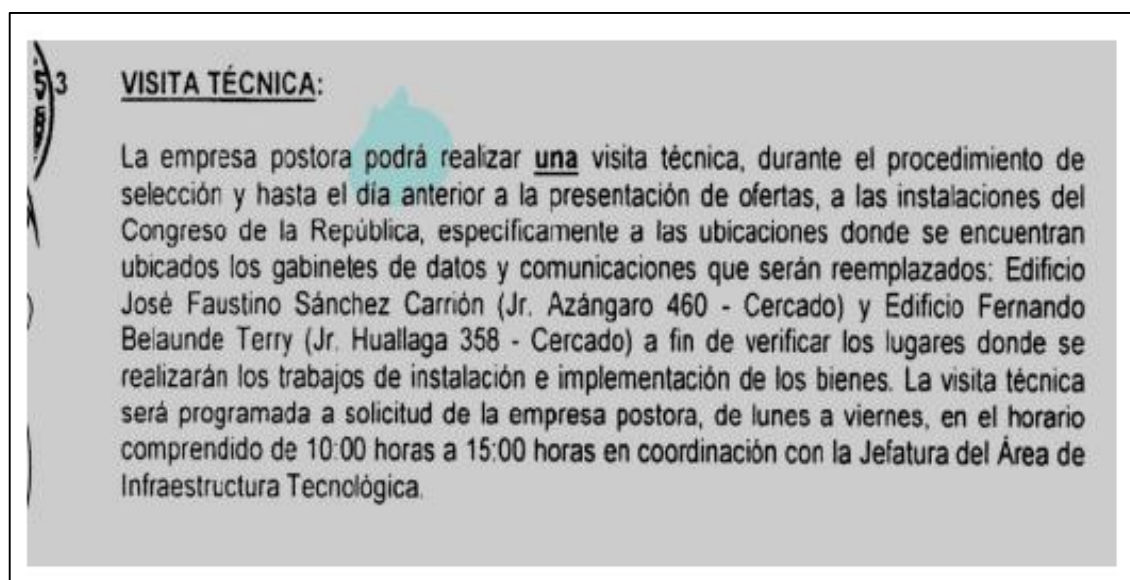 3 VISITA TÉCNICA:
La empresa postora podrá realizar una visita técnica, durante el procedimiento de
selección y hasta el día anterior a la presentación de ofertas, a las instalaciones del
Congreso de la República, específicamente a las ubicaciones donde se encuentran
ubicados los gabinetes de datos y comunicaciones que serán reemplazados: Edificio
José Faustino Sánchez Carrión (Jr. Azángaro 460 - Cercado) y Edificio Fernando
Belaunde Terry (Jr. Huallaga 358 - Cercado) a fin de verificar los lugares donde se
realizarán los trabajos de instalación e implementación de los bienes. La visita técnica
será programada a solicitud de la empresa postora, de lunes a viernes, en el horario
comprendido de 10:00 horas a 15:00 horas en coordinación con la Jefatura del Área de
Infraestructura Tecnológica.